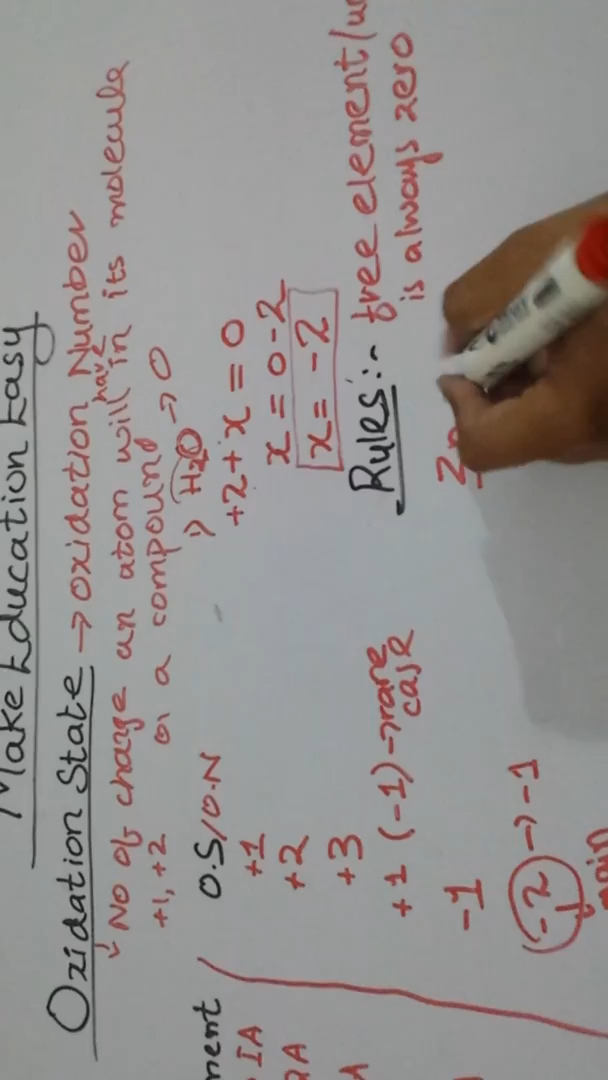 Make Education Easy
Oxidation State → Oxidation Number
No of charge an atom will have in its molecule
+1, +2 or a compound
O.S/O.N
+1
+2
+3
+1 (-1) → rare case
-1
-2 → -1
main
1) H2O → 0
+2+x=0
x=0-2
x=-2
Rules:- free element/
is always zero
IA